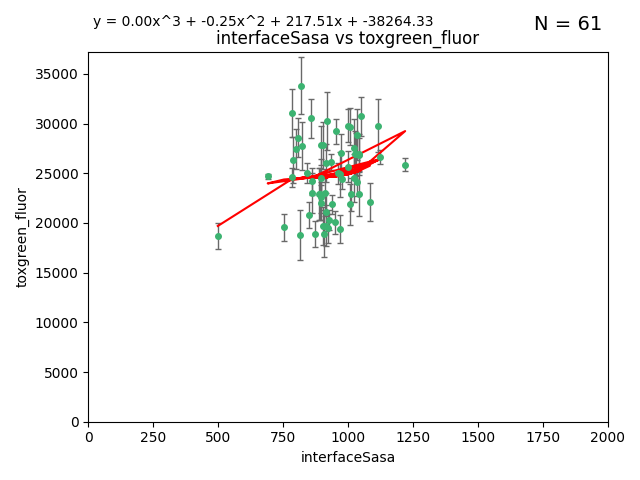 y = 0.00x^3 + -0.25x^2 + 217.51x + -38264.33
N = 61
interfaceSasa vs toxgreen_fluor
35000
30000
25000
20000
15000
10000
5000
0
toxgreen_fluor
0 250 500 750 1000 1250 1500 1750 2000
interfaceSasa